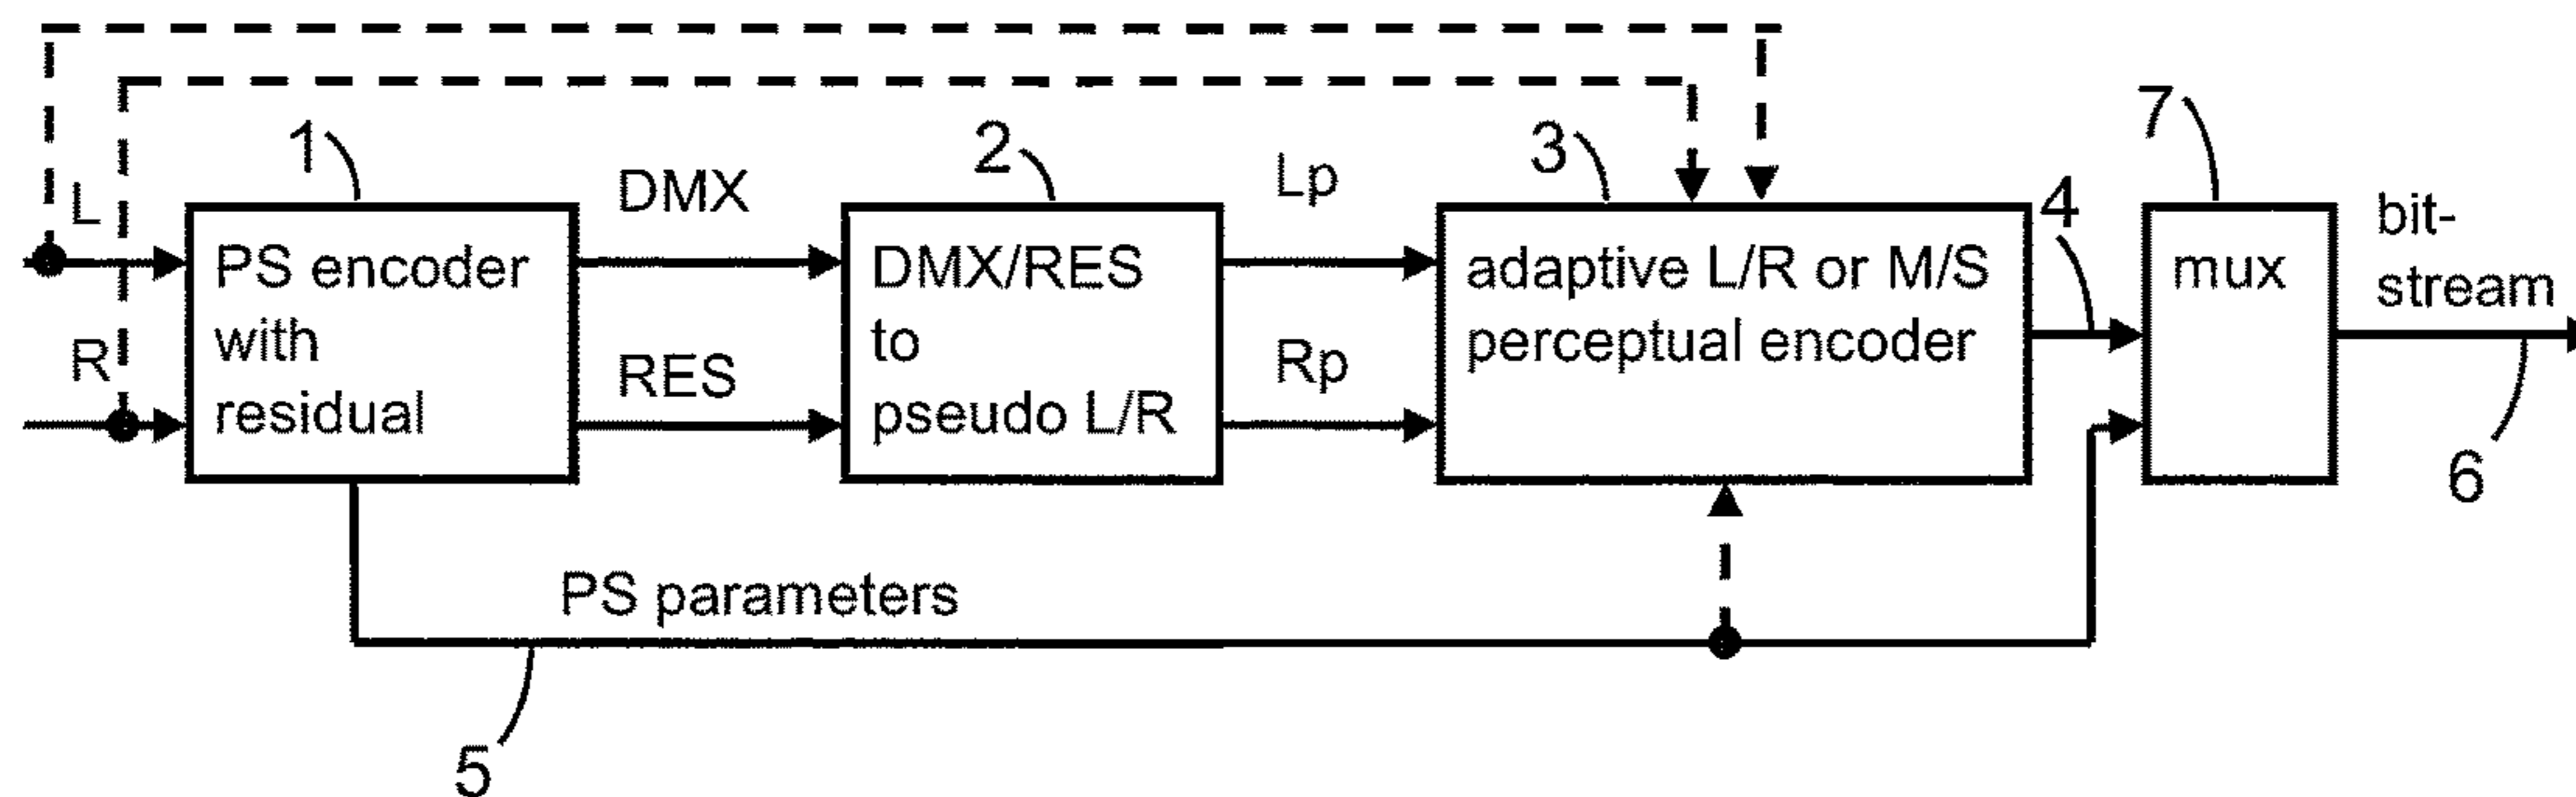 1
2
3
7
L
DMX
Lp
4
bit-
stream
PS encoder
with
residual
DMX/RES
to
pseudo L/R
adaptive L/R or M/S
perceptual encoder
mux
R
RES
Rp
6
PS parameters
5